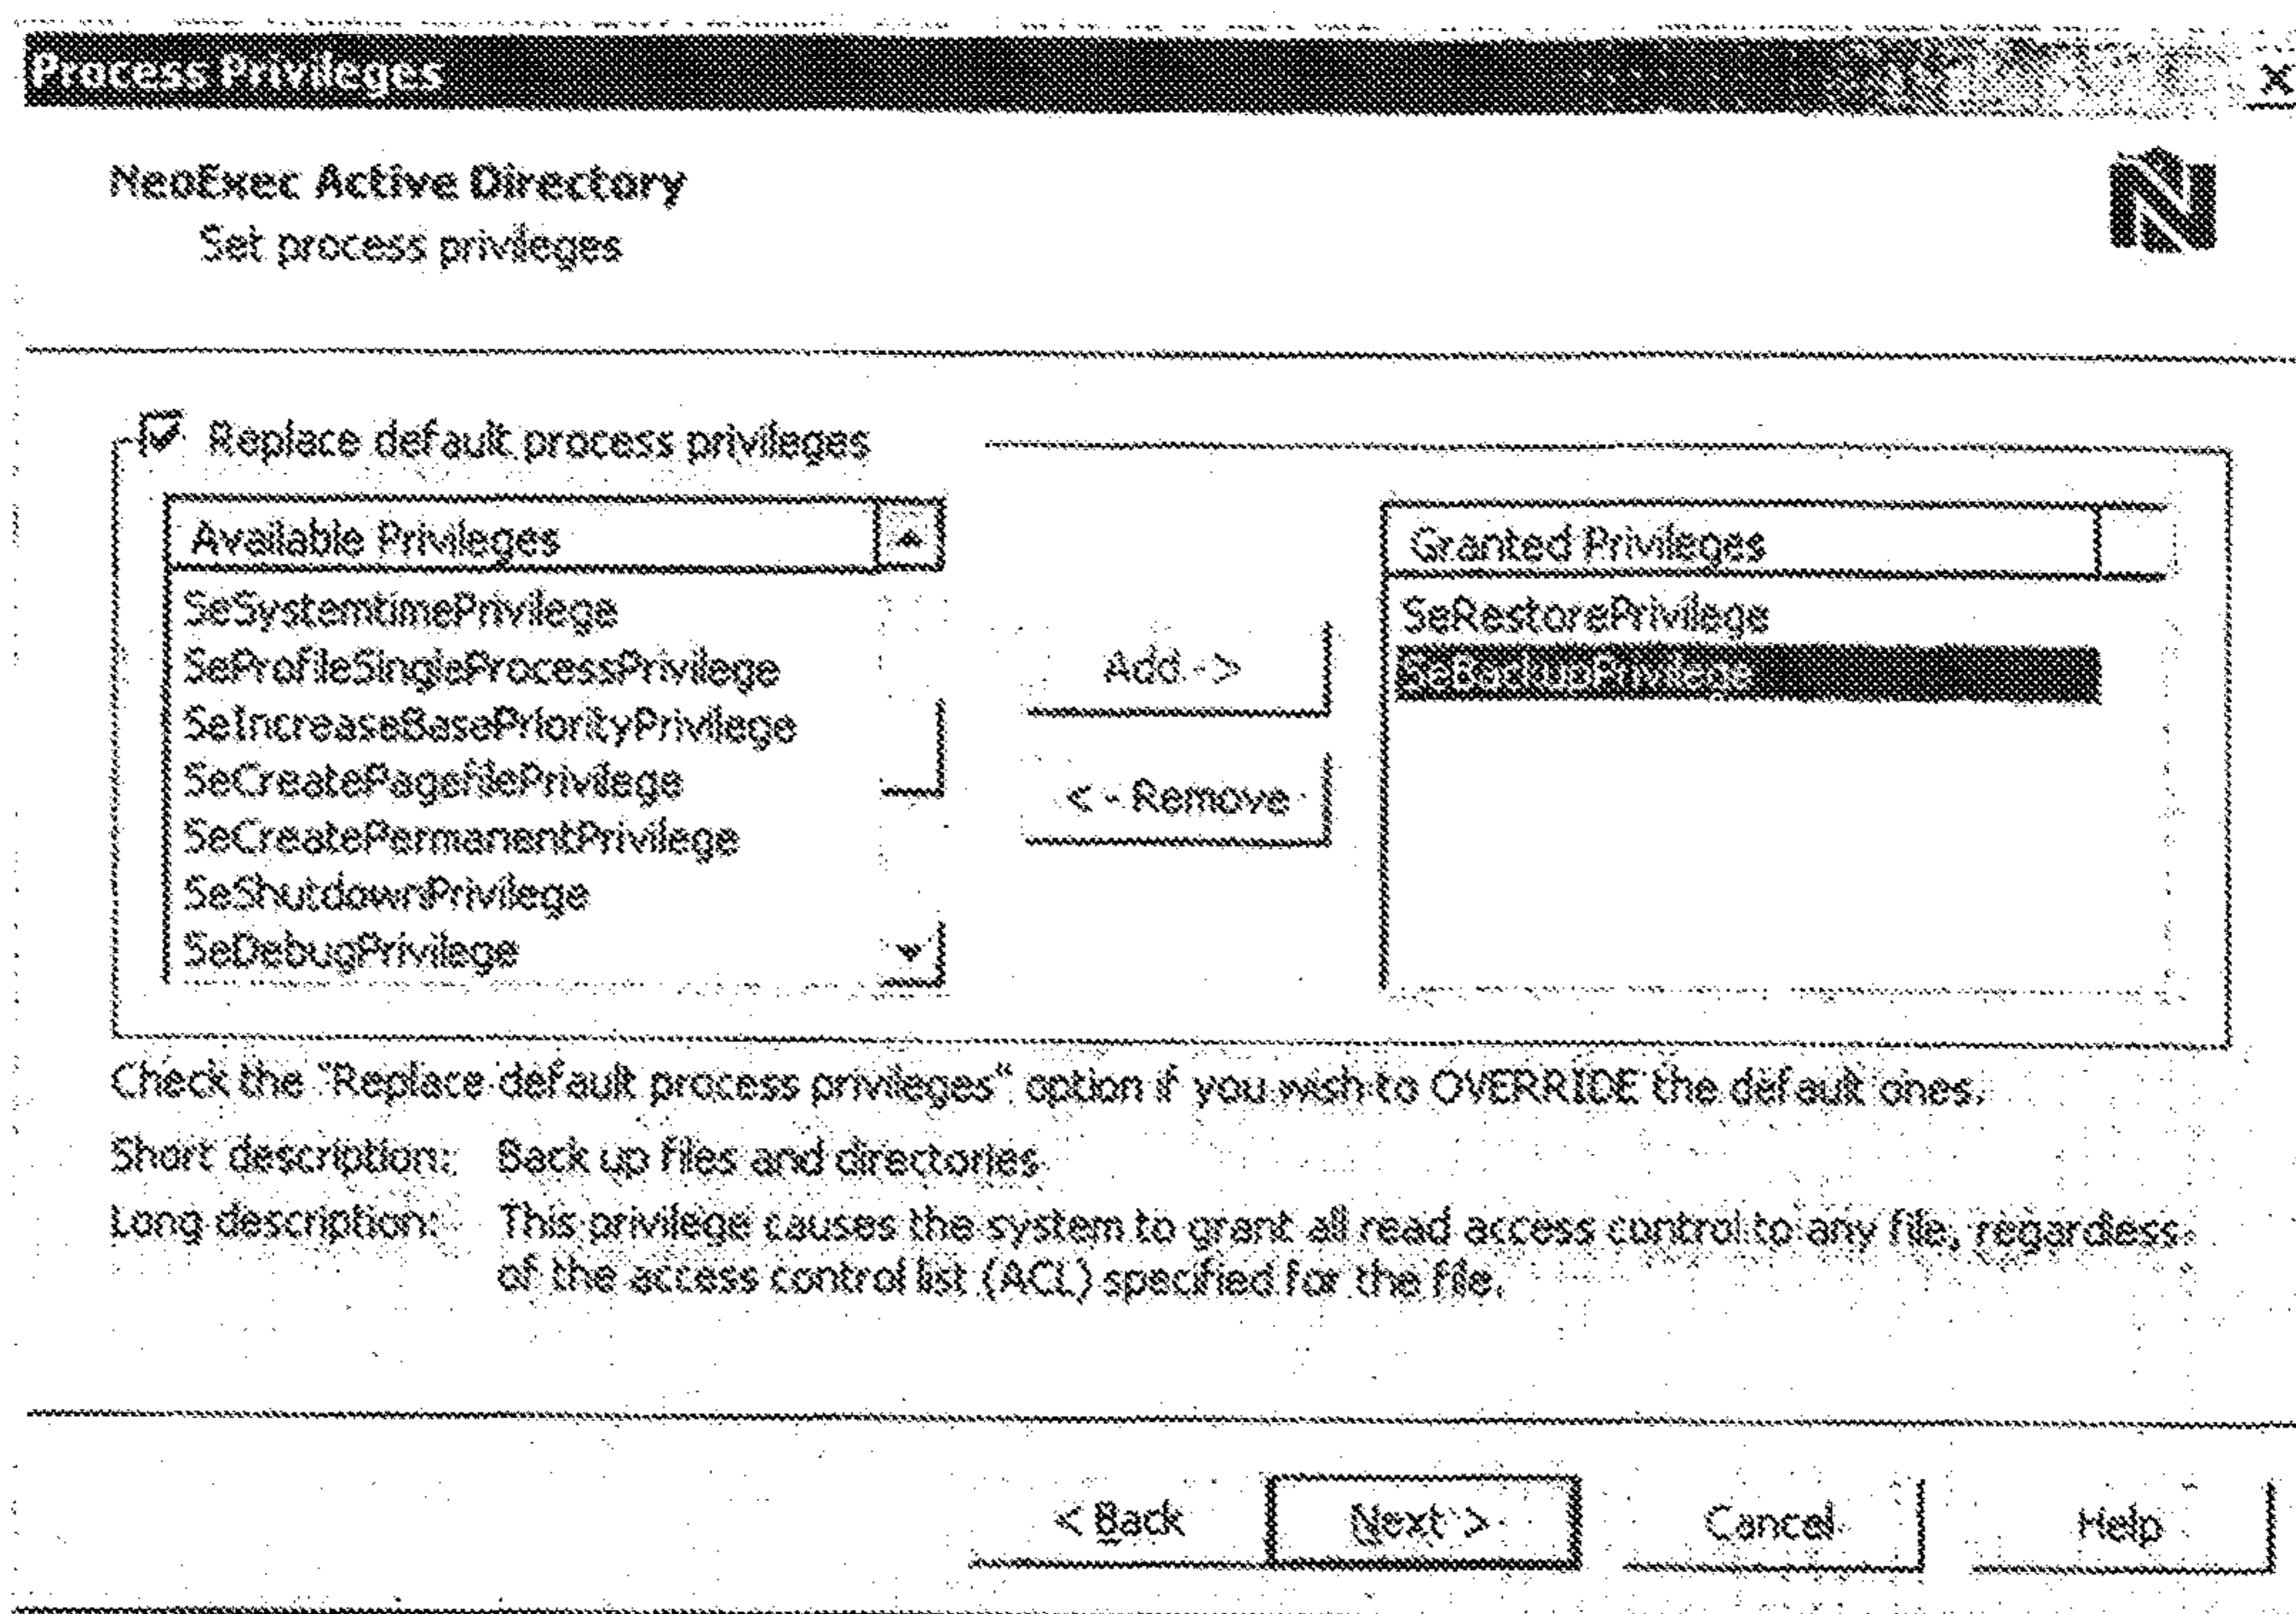 Process Privileges
NeoExec Active Directory
Set process privileges
Replace default process privileges
Available Privileges
SeSystemtimePrivilege
SeProfileSingleProcessPrivilege
SeIncreaseBasePriorityPrivilege
SeCreatePagefilePrivilege
SeCreatePermanentPrivilege
SeShutdownPrivilege
SeDebugPrivilege
Add ->
<- Remove
Granted Privileges
SeRestorePrivilege
SeBackupPrivilege
Check the "Replace default process privileges" option if you wish to OVERRIDE the default ones.
Short description: Back up files and directories
Long description: This privilege causes the system to grant all read access control to any file, regardless
of the access control list (ACL) specified for the file.
< Back
Next >
Cancel
Help